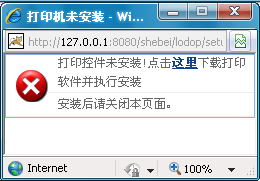 打印机未安装 - Wi...
http://127.0.0.1:8080/shebei/lodop/setu
打印控件未安装!点击这里下载打印
软件并执行安装
安装后请关闭本页面。
Internet
100%